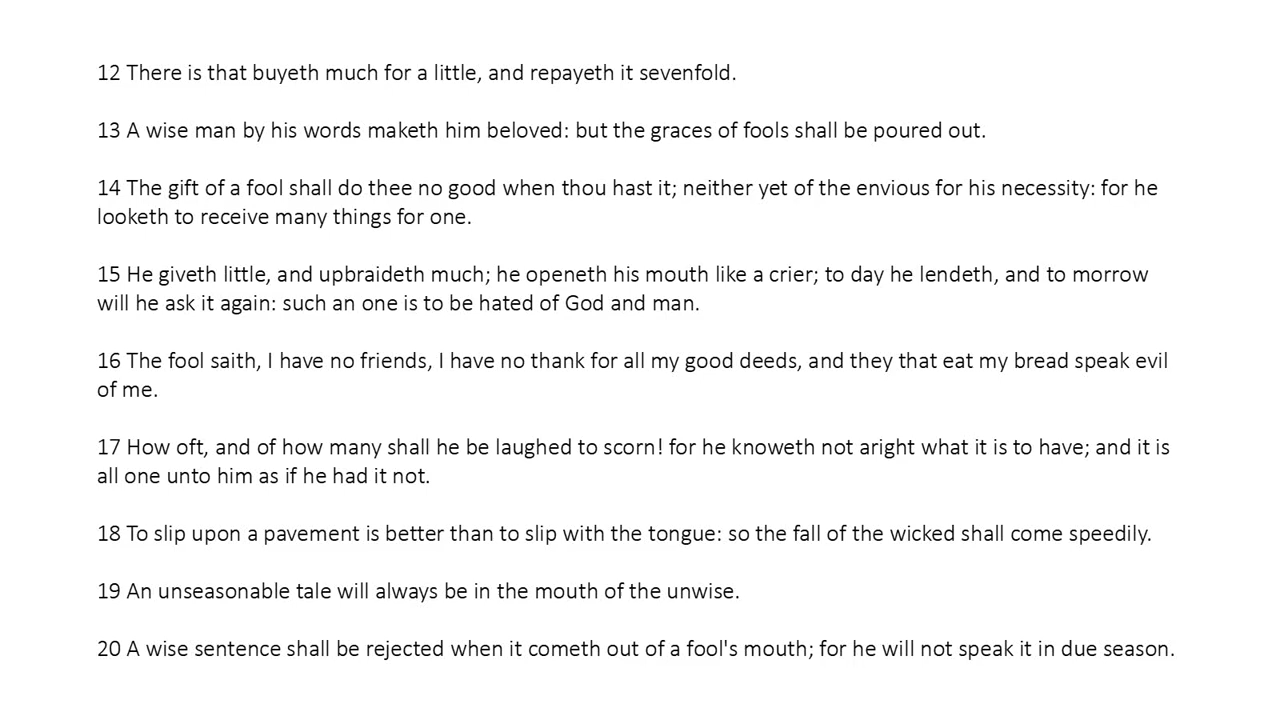 12 There is that buyeth much for a little, and repayeth it sevenfold.
13 A wise man by his words maketh him beloved: but the graces of fools shall be poured out.
14 The gift of a fool shall do thee no good when thou hast it; neither yet of the envious for his necessity: for he
looketh to receive many things for one.
15 He giveth little, and upbraideth much; he openeth his mouth like a crier; to day he lendeth, and to morrow
will he ask it again: such an one is to be hated of God and man.
16 The fool saith, I have no friends, I have no thank for all my good deeds, and they that eat my bread speak evil
of me.
17 How oft, and of how many shall he be laughed to scorn! for he knoweth not aright what it is to have; and it is
all one unto him as if he had it not.
18 To slip upon a pavement is better than to slip with the tongue: so the fall of the wicked shall come speedily.
19 An unseasonable tale will always be in the mouth of the unwise.
20 A wise sentence shall be rejected when it cometh out of a fool's mouth; for he will not speak it in due season.